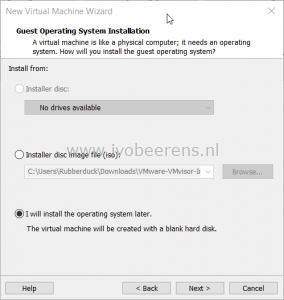 New Virtual Machine Wizard
Guest Operating System Installation
A virtual machine is like a physical computer; it needs an operating
system. How will you install the guest operating system?
Install from:
Installer disc:
No drives available
www.ivobeerens.nl
Installer disc image file (iso):
C:\Users\Rubberduck\Downloads\VMware-VMvisor-In
Browse...
I will install the operating system later.
The virtual machine will be created with a blank hard disk.
Help
< Back
Next >
Cancel